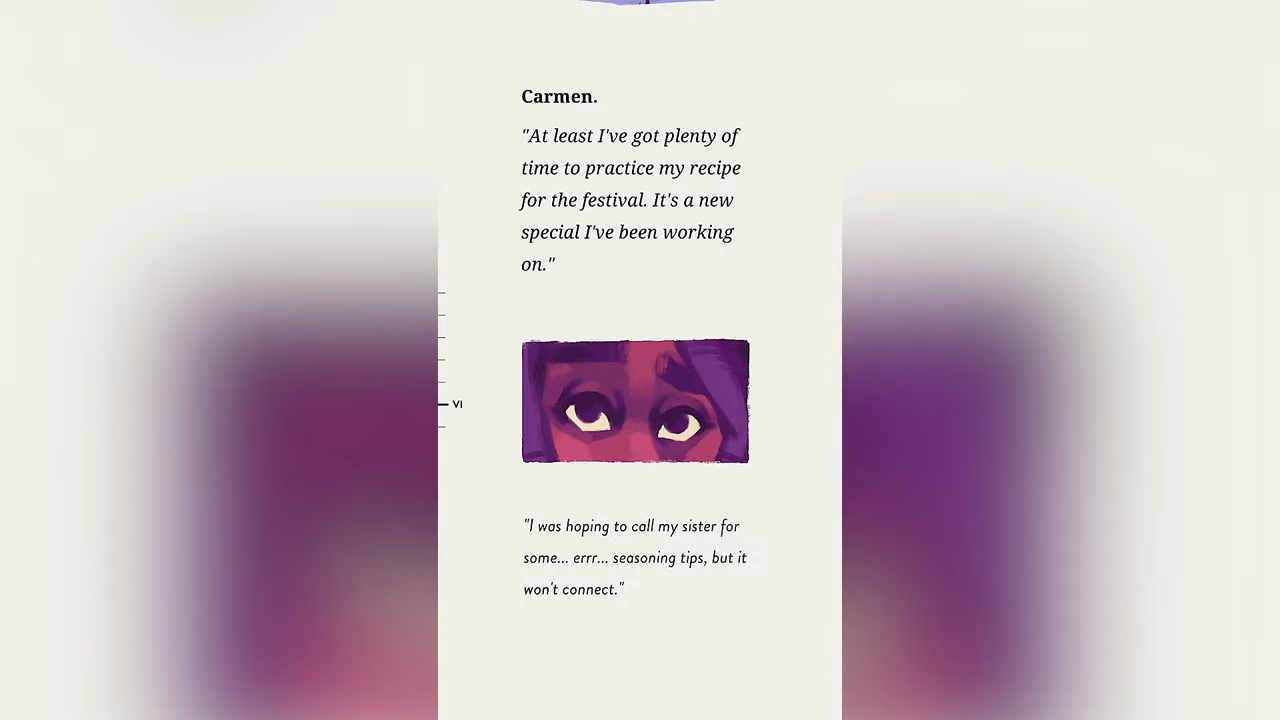 Carmen.
"At least I've got plenty of
time to practice my recipe
for the festival. It's a new
special I've been working
on."
VI
"I was hoping to call my sister for
some... errr... seasoning tips, but it
won't connect."